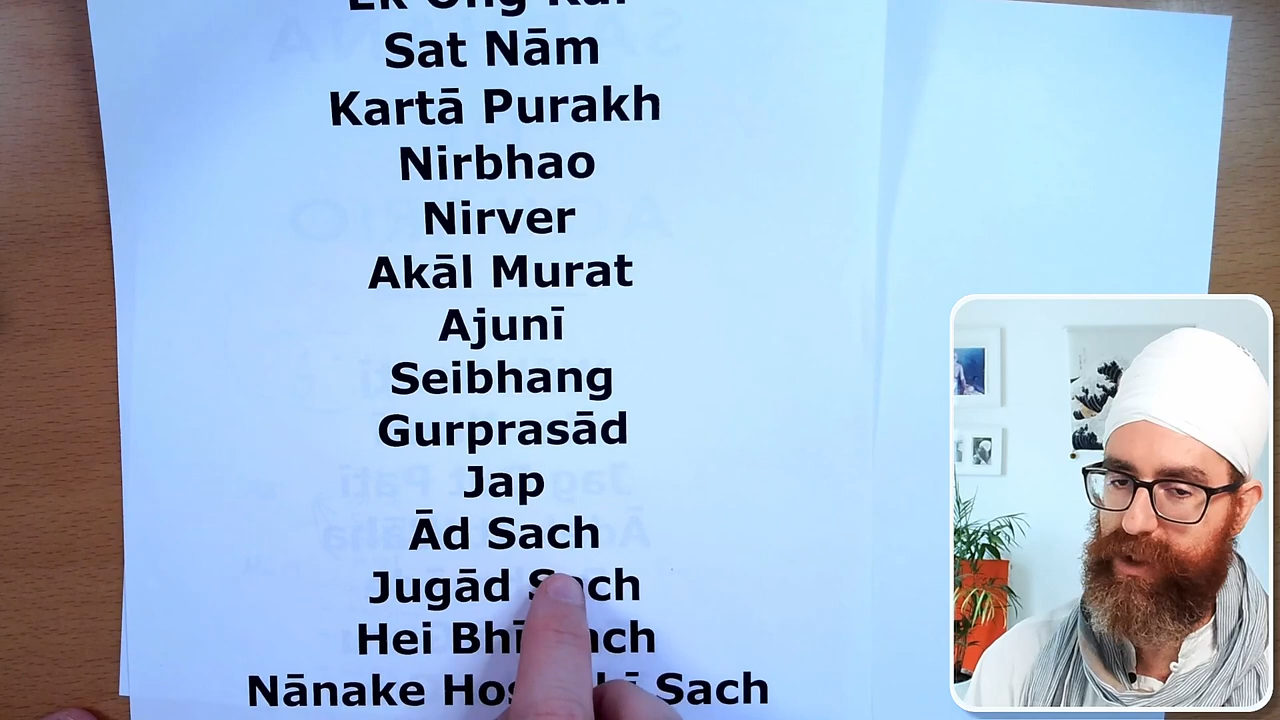 Sat Nām
Kartā Purakh
Nirbhao
Nirver
Akāl Murat
Ajunī
Seibhang
Gurprasād
Jap
Ād Sach
Jugād Sach
Hei
Nānake Sach